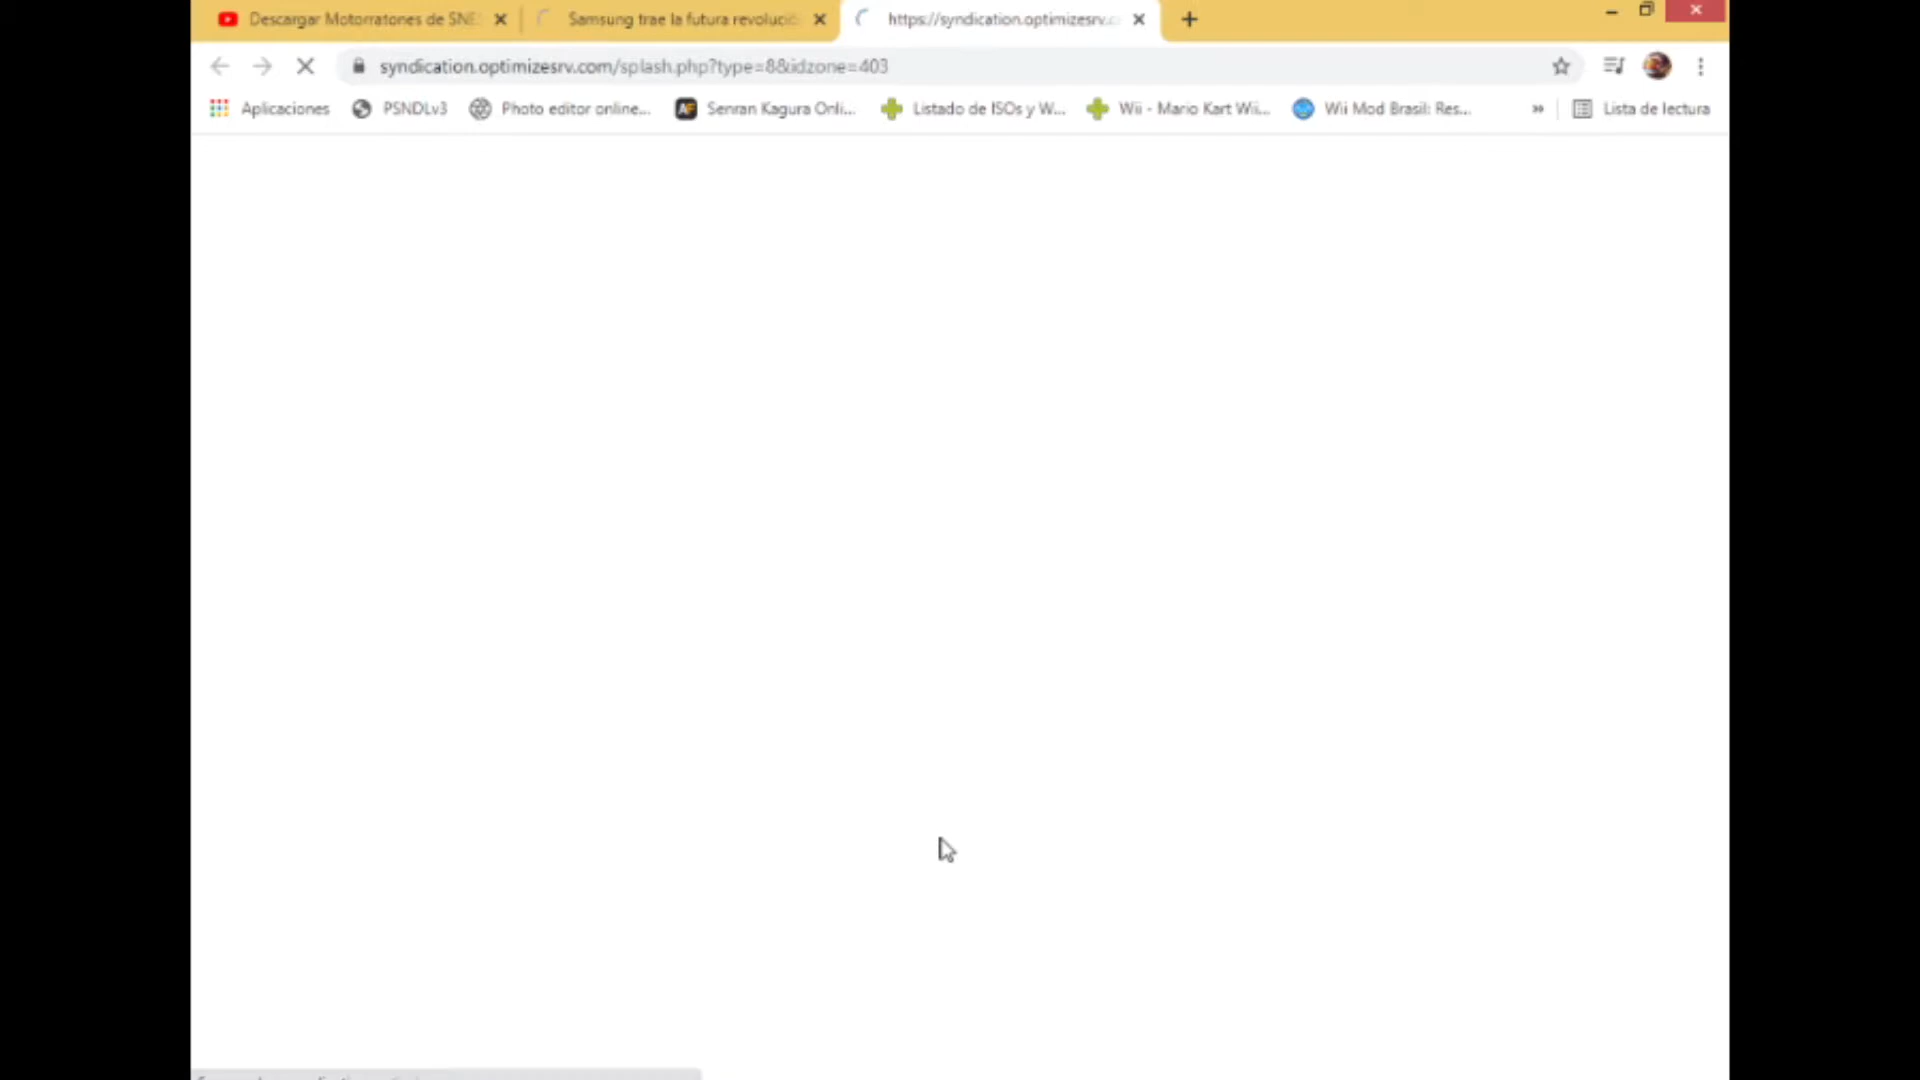 Descargar Motorratones de SNE
Samsung trae la futura revoluci
https://syndication.optimizesrv.c
syndication.optimizesrv.com/splash.php?type=8&idzone=403
Aplicaciones PSNDLv3 Photo editor online... Senran Kagura Onli... Listado de ISOs y W... Wii - Mario Kart Wii... Wii Mod Brasil: Res... » Lista de lectura